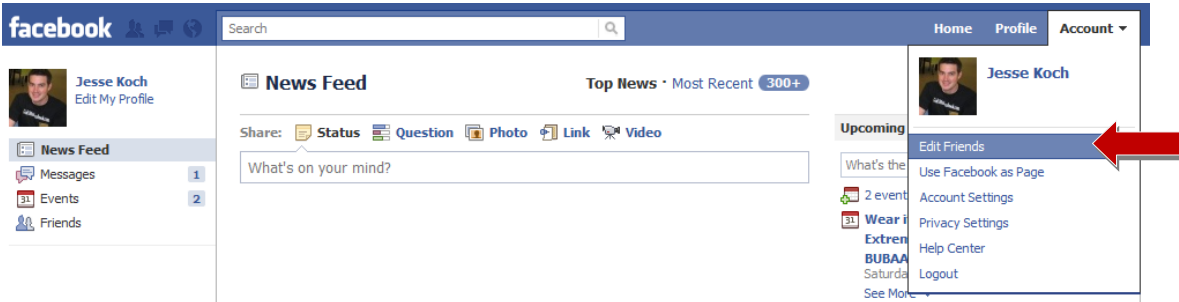 facebook
Search
Home Profile Account
Jesse Koch
Edit My Profile
News Feed
Messages 1
31 Events 2
Friends
News Feed
Top News · Most Recent 300+
Share: Status Question Photo Link Video
What's on your mind?
Upcoming
What's the
2 event
31 Wear i
Extrem
BUBAA
Saturda
See More
Jesse Koch
Edit Friends
Use Facebook as Page
Account Settings
Privacy Settings
Help Center
Logout